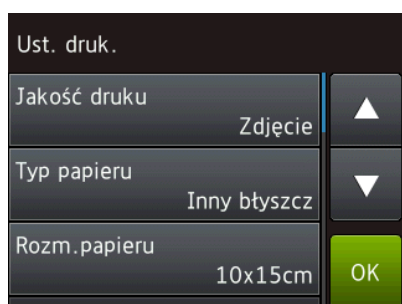 Ust. druk.
Jakość druku
Zdjęcie
Typ papieru
Inny błyszcz
Rozm.papieru
10x15cm
OK